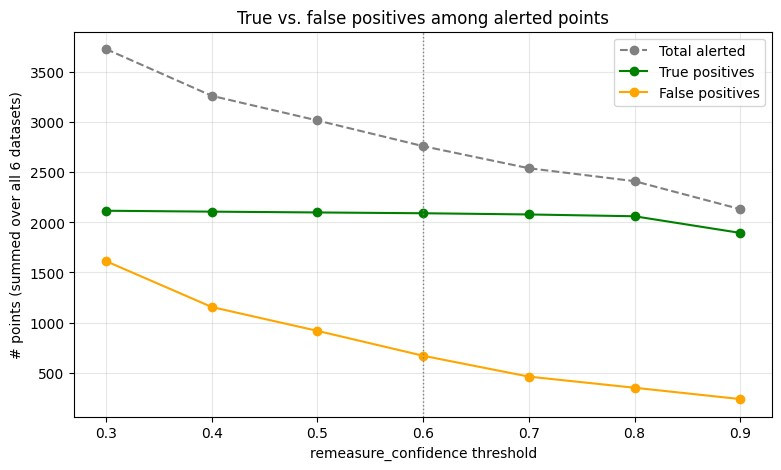 True vs. false positives among alerted points
Total alerted
True positives
False positives
# points (summed over all 6 datasets)
3500
3000
2500
2000
1500
1000
500
0.3 0.4 0.5 0.6 0.7 0.8 0.9
remeasure_confidence threshold